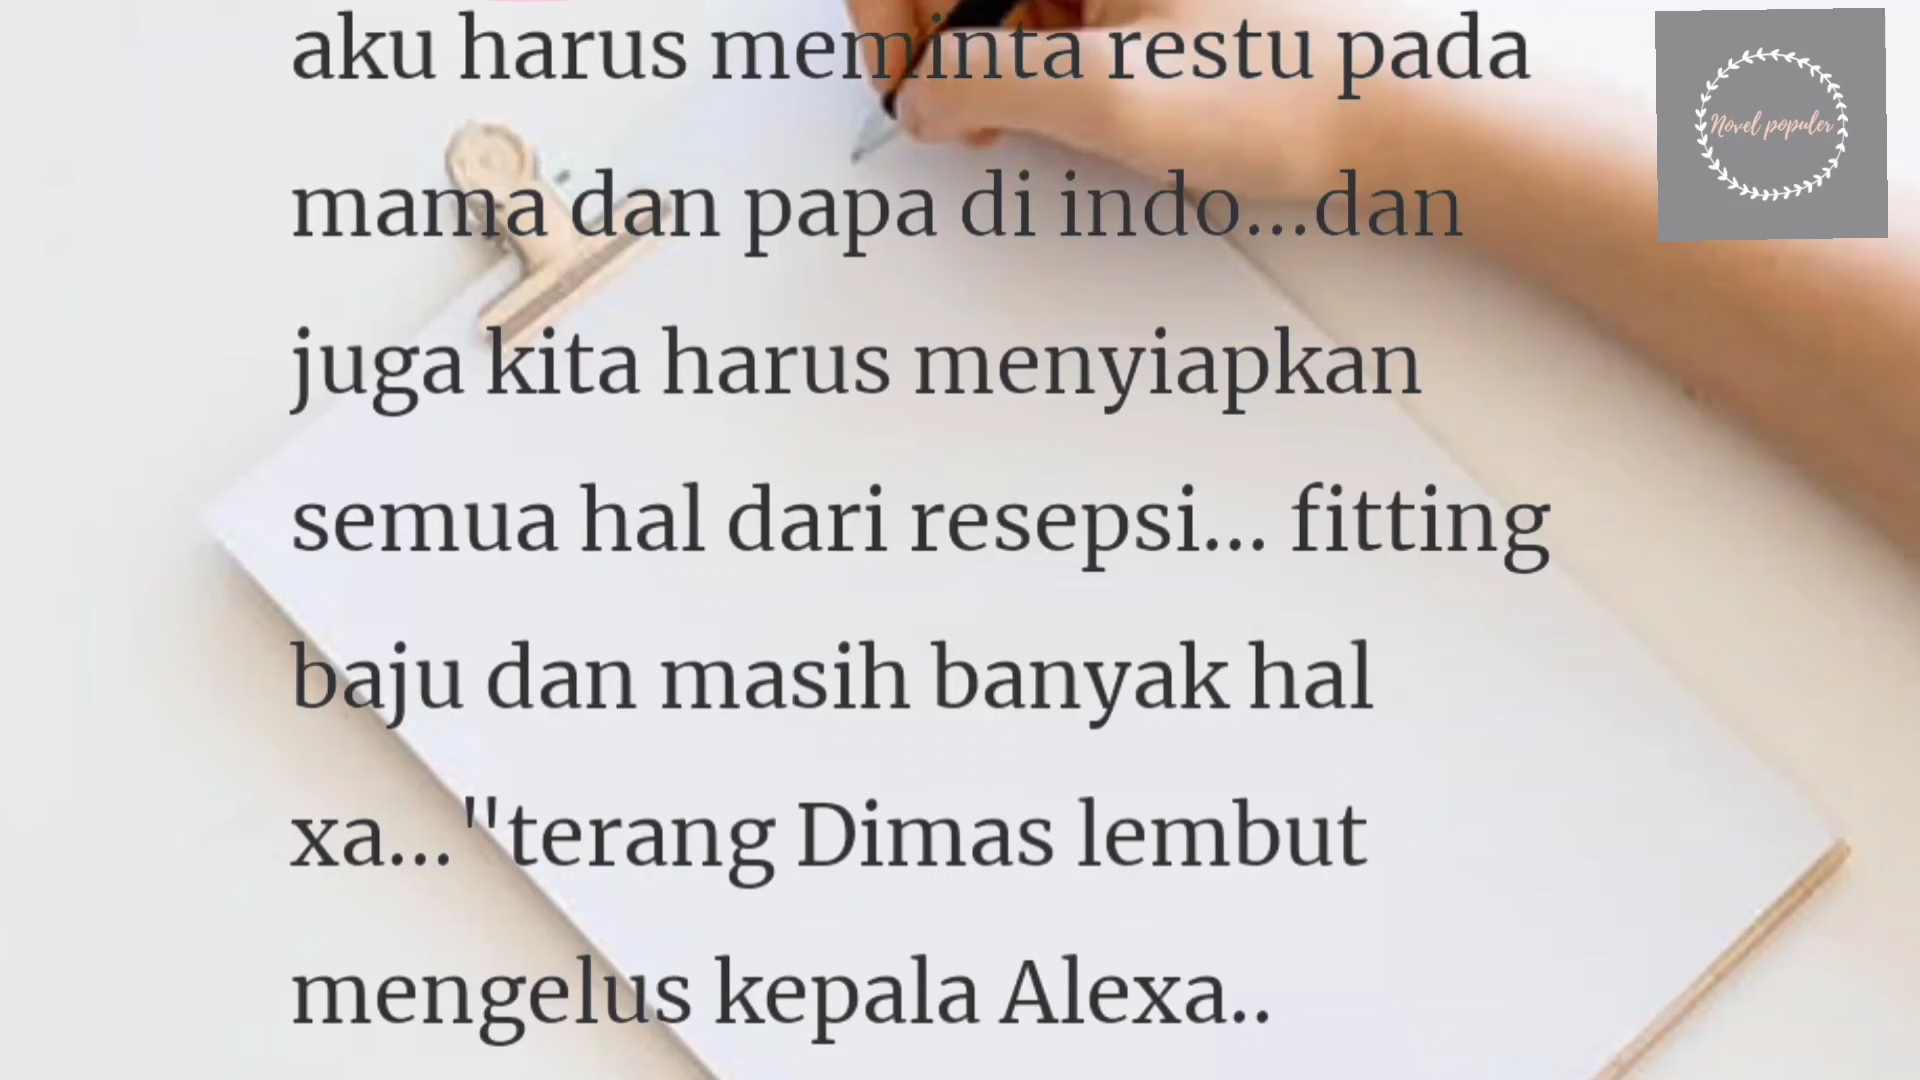 aku harus meminta restu pada
mama dan papa di indo...dan
juga kita harus menyiapkan
semua hal dari resepsi... fitting
baju dan masih banyak hal
xa... "terang Dimas lembut
mengelus kepala Alexa..
Novel populer